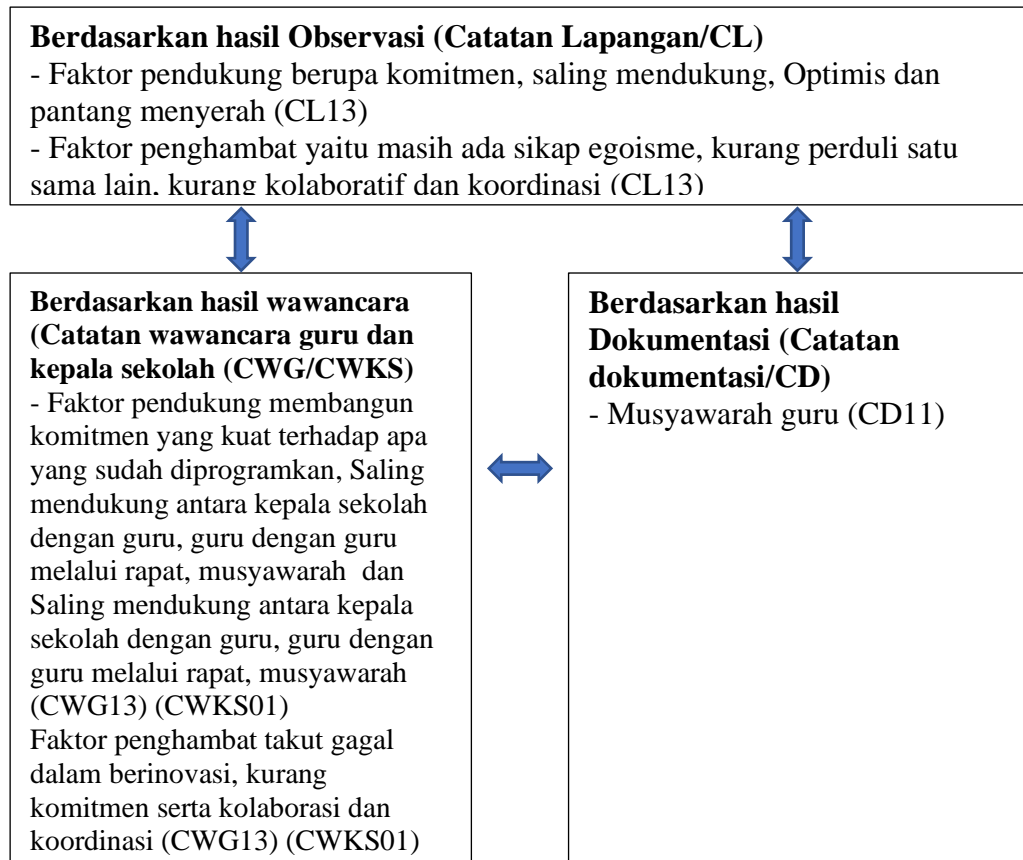 Berdasarkan hasil Observasi (Catatan Lapangan/CL)
- Faktor pendukung berupa komitmen, saling mendukung, Optimis dan
pantang menyerah (CL13)
- Faktor penghambat yaitu masih ada sikap egoisme, kurang perduli satu
sama lain, kurang kolaboratif dan koordinasi (CL13)
Berdasarkan hasil wawancara
(Catatan wawancara guru dan
kepala sekolah (CWG/CWKS)
- Faktor pendukung membangun
komitmen yang kuat terhadap apa
yang sudah diprogramkan, Saling
mendukung antara kepala sekolah
dengan guru, guru dengan guru
melalui rapat, musyawarah dan
Saling mendukung antara kepala
sekolah dengan guru, guru dengan
guru melalui rapat, musyawarah
(CWG13) (CWKS01)
Faktor penghambat takut gagal
dalam berinovasi, kurang
komitmen serta kolaborasi dan
koordinasi (CWG13) (CWKS01)
Berdasarkan hasil
Dokumentasi (Catatan
dokumentasi/CD)
- Musyawarah guru (CD11)